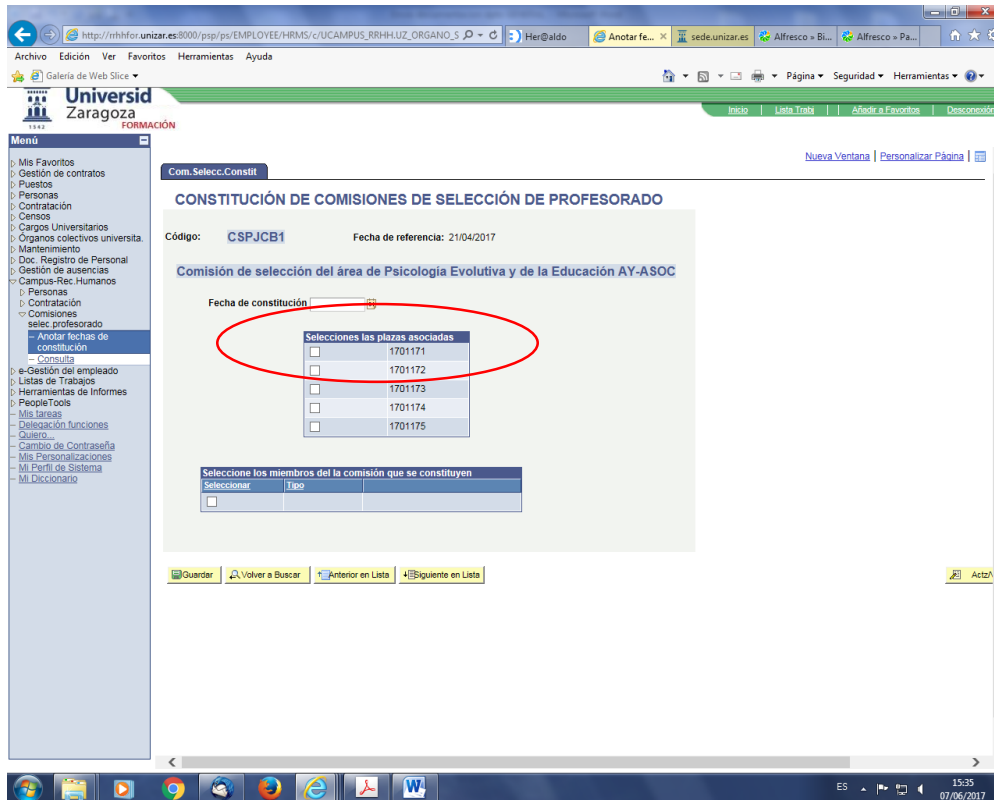 http://rhhfor.unizar.es:8000/psp/ps/EMPLOYEE/HRMS/c/UCAMPUS_RRHH.UZ_ORGANO_S
Her@aldo
Anotar fe...
sede.unizar.es
Alfresco » Bi...
Alfresco » Pa...
Archivo Edición Ver Favoritos Herramientas Ayuda
Galería de Web Slice
Página Seguridad Herramientas
Universid
Zaragoza
1542
FORMACIÓN
Inicio | Lista Trabj | | Añadir a Favoritos | Desconexión
Menú
Nueva Ventana | Personalizar Página |
▷ Mis Favoritos
▷ Gestión de contratos
▷ Puestos
▷ Personas
▷ Contratación
▷ Censos
▷ Cargos Universitarios
▷ Órganos colectivos universita.
▷ Mantenimiento
▷ Doc. Registro de Personal
▷ Gestión de ausencias
▽ Campus-Rec.Humanos
▷ Personas
▷ Contratación
▽ Comisiones
selec.profesorado
– Anotar fechas de
constitución
– Consulta
▷ e-Gestión del empleado
▷ Listas de Trabajos
▷ Herramientas de Informes
▷ PeopleTools
– Mis tareas
– Delegación funciones
– Quiero...
– Cambio de Contraseña
– Mis Personalizaciones
– Mi Perfil de Sistema
– Mi Diccionario
Com.Selecc.Constit
CONSTITUCIÓN DE COMISIONES DE SELECCIÓN DE PROFESORADO
Código: CSPJCB1 Fecha de referencia: 21/04/2017
Comisión de selección del área de Psicología Evolutiva y de la Educación AY-ASOC
Fecha de constitución
Selecciones las plazas asociadas
1701171
1701172
1701173
1701174
1701175
Seleccione los miembros del la comisión que se constituyen
Seleccionar Tipo
Guardar Volver a Buscar Anterior en Lista Siguiente en Lista
ES
15:35
07/06/2017